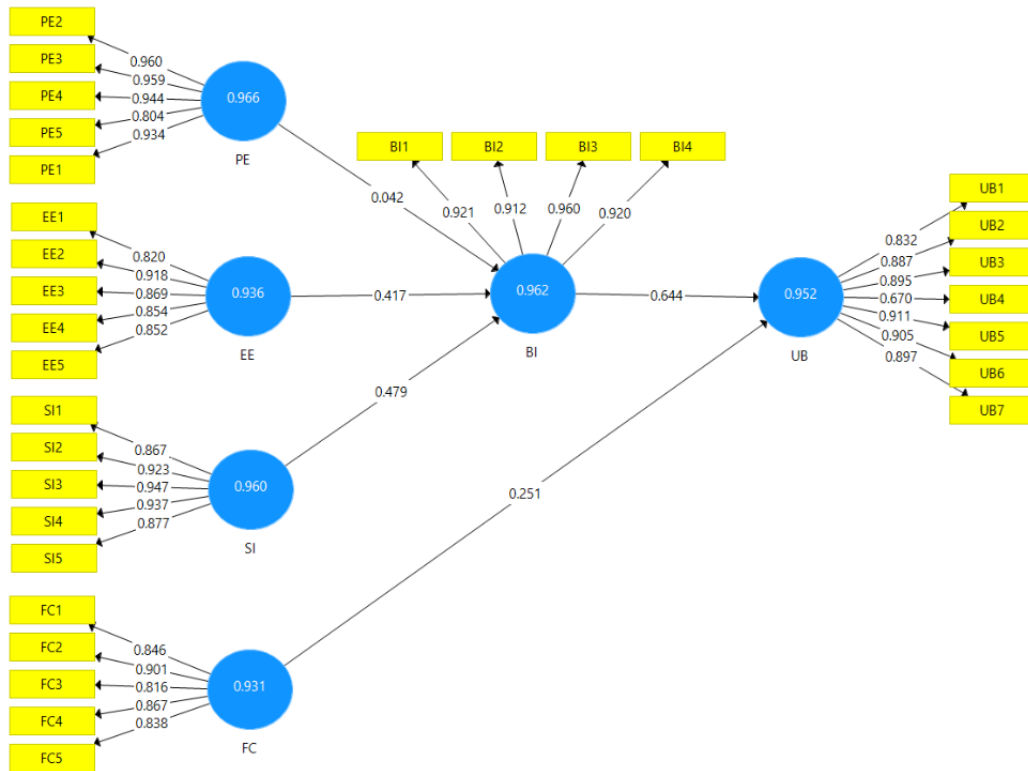 PE2
PE3
PE4
PE5
PE1
0.960
0.959
0.944
0.804
0.934
0.966
PE
EE1
EE2
EE3
EE4
EE5
0.820
0.918
0.869
0.854
0.852
0.936
EE
SI1
SI2
SI3
SI4
SI5
0.867
0.923
0.947
0.937
0.877
0.960
SI
FC1
FC2
FC3
FC4
FC5
0.846
0.901
0.816
0.867
0.838
0.931
FC
0.042
0.417
0.479
0.251
BI1
BI2
BI3
BI4
0.921
0.912
0.960
0.920
0.962
BI
0.644
0.952
UB
0.832
0.887
0.895
0.670
0.911
0.905
0.897
UB1
UB2
UB3
UB4
UB5
UB6
UB7